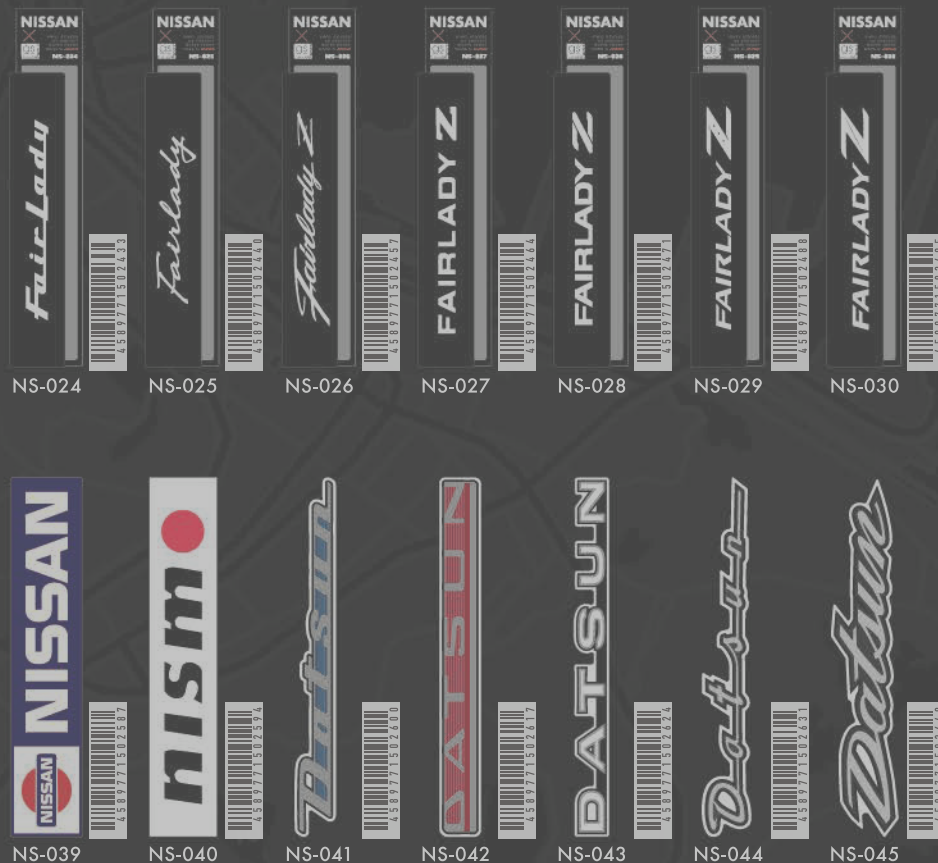 NISSAN
NISSAN
NISSAN
NISSAN
NISSAN
NISSAN
NISSAN
FairLady
Fairlady
Fairlady Z
FAIRLADY Z
FAIRLADY Z
FAIRLADY Z
FAIRLADY Z
4589771502433
4589771502440
4589771502457
4589771502464
4589771502471
4589771502488
NS-024
NS-025
NS-026
NS-027
NS-028
NS-029
NS-030
NISSAN
NISSAN
nismo
Datsun
DATSUN
DATSUN
Datsun
Datsun
4589771502587
4589771502594
4589771502600
4589771502617
4589771502624
4589771502631
NS-039
NS-040
NS-041
NS-042
NS-043
NS-044
NS-045